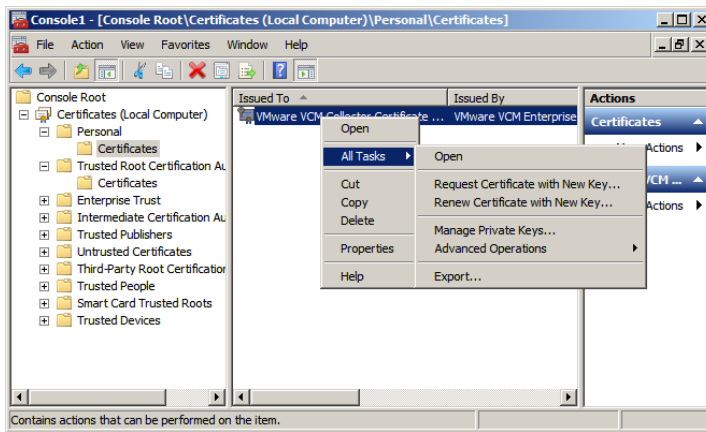 Console1 - [Console Root\Certificates (Local Computer)\Personal\Certificates]
File Action View Favorites Window Help
Console Root
Certificates (Local Computer)
Personal
Certificates
Trusted Root Certification Au
Certificates
Enterprise Trust
Intermediate Certification Au
Trusted Publishers
Untrusted Certificates
Third-Party Root Certification
Trusted People
Smart Card Trusted Roots
Trusted Devices
Issued To Issued By
VMware VCM Collector Certificate ... VMware VCM Enterprise
Open
All Tasks
Cut
Copy
Delete
Properties
Help
Open
Request Certificate with New Key...
Renew Certificate with New Key...
Manage Private Keys...
Advanced Operations
Export...
Actions
Certificates
Actions
VCM ...
Actions
Contains actions that can be performed on the item.